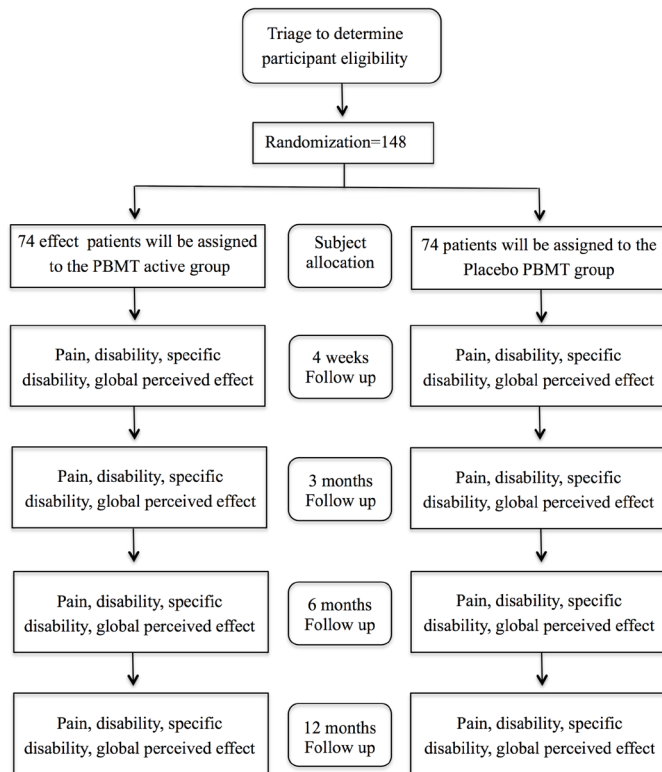 Triage to determine
participant eligibility
Randomization=148
74 effect  patients will be assigned
to the PBMT active group
Subject
allocation
74 patients will be assigned to the
Placebo PBMT group
Pain, disability, specific
disability, global perceived effect
4 weeks
Follow up
Pain, disability, specific
disability, global perceived effect
Pain, disability, specific
disability, global perceived effect
3 months
Follow up
Pain, disability, specific
disability, global perceived effect
Pain, disability, specific
disability, global perceived effect
6 months
Follow up
Pain, disability, specific
disability, global perceived effect
Pain, disability, specific
disability, global perceived effect
12 months
Follow up
Pain, disability, specific
disability, global perceived effect